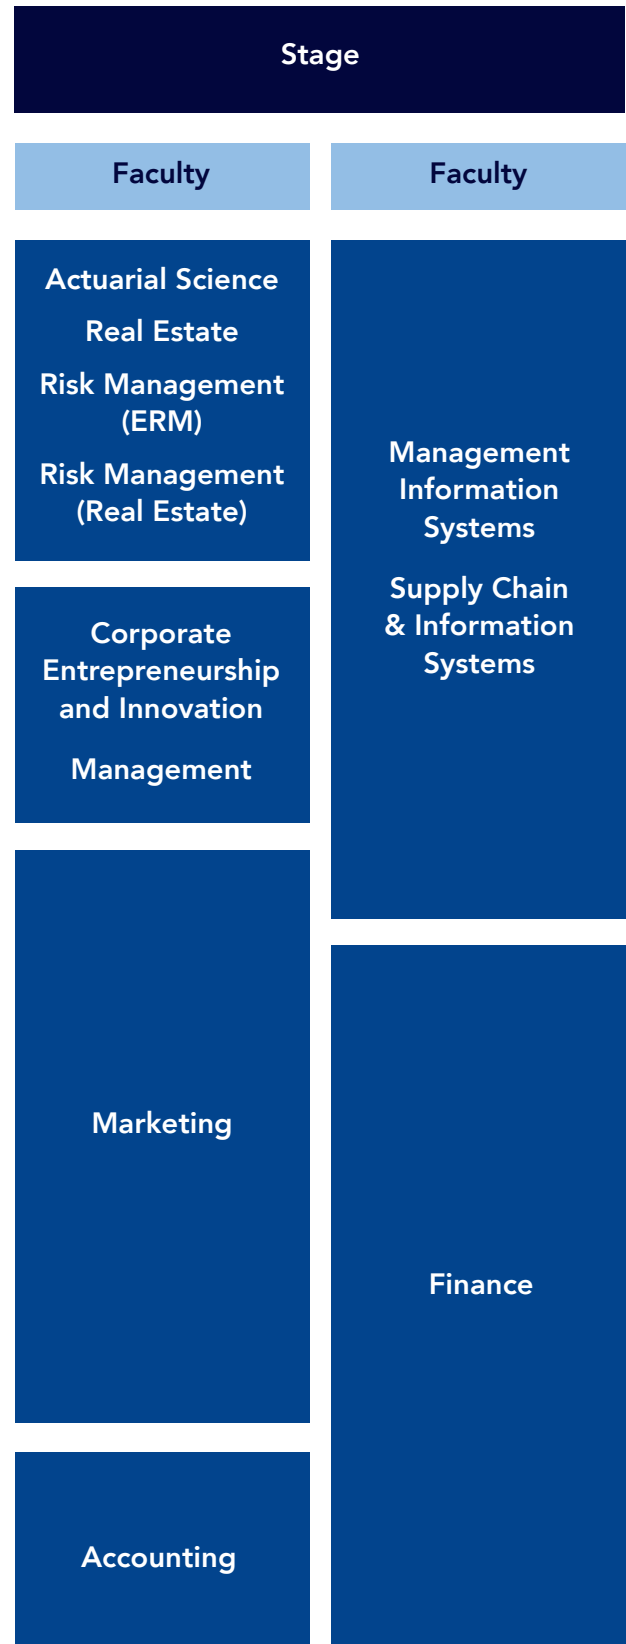 Stage
Faculty
Faculty
Actuarial Science
Real Estate
Risk Management
(ERM)
Risk Management
(Real Estate)
Corporate
Entrepreneurship
and Innovation
Management
Marketing
Accounting
Management
Information
Systems
Supply Chain
& Information
Systems
Finance